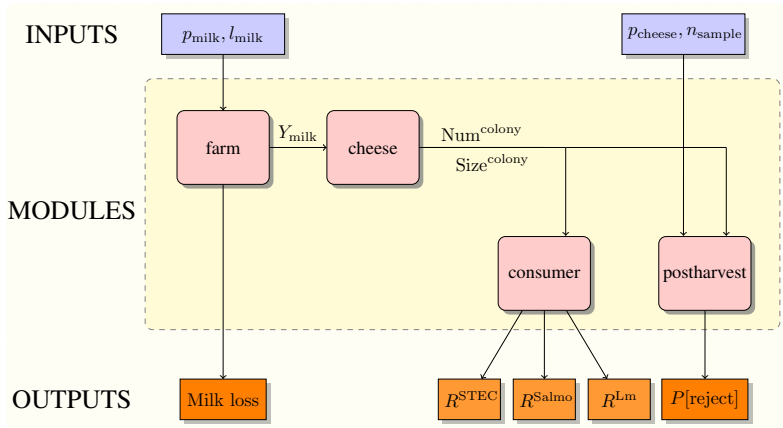 INPUTS
p_milk, l_milk
p_cheese, n_sample
MODULES
farm
Y_milk
cheese
Num^colony
Size^colony
consumer
postharvest
OUTPUTS
Milk loss
R^STEC
R^Salmo
R^Lm
P[reject]